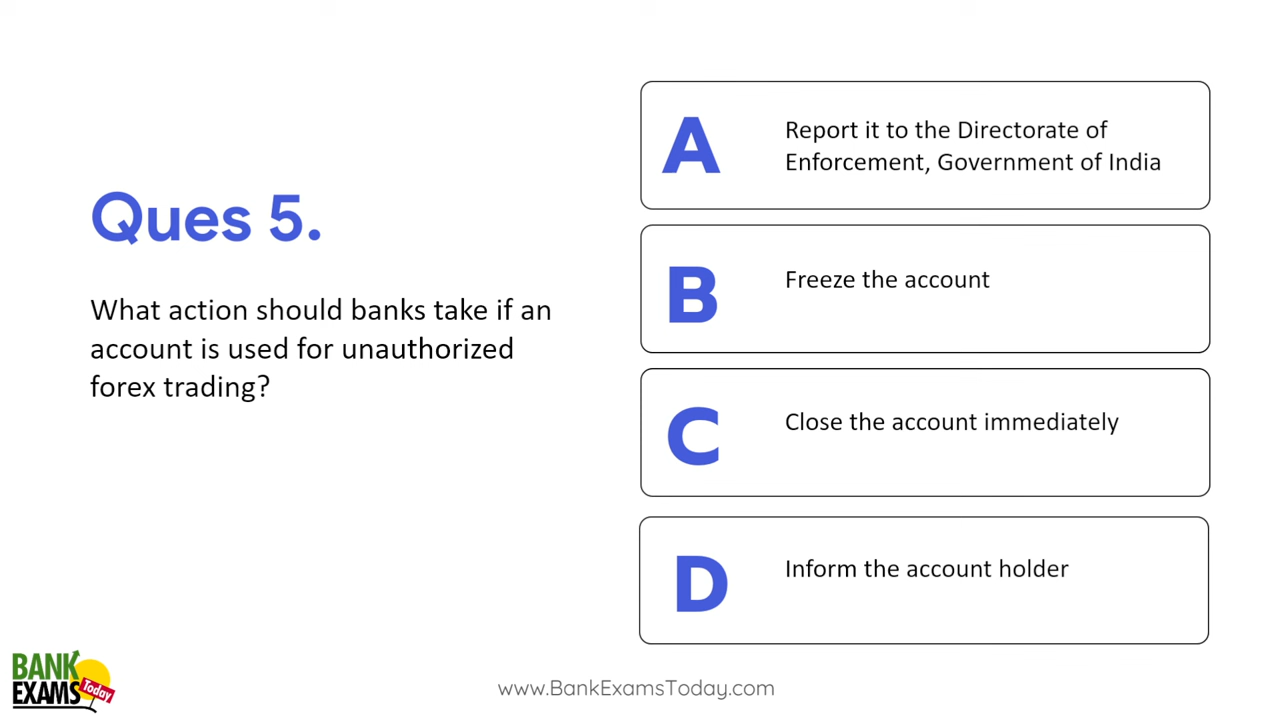 Ques 5.
What action should banks take if an
account is used for unauthorized
forex trading?
A
Report it to the Directorate of
Enforcement, Government of India
B
Freeze the account
C
Close the account immediately
D
Inform the account holder
BANK
EXAMS
Today
www.BankExamsToday.com